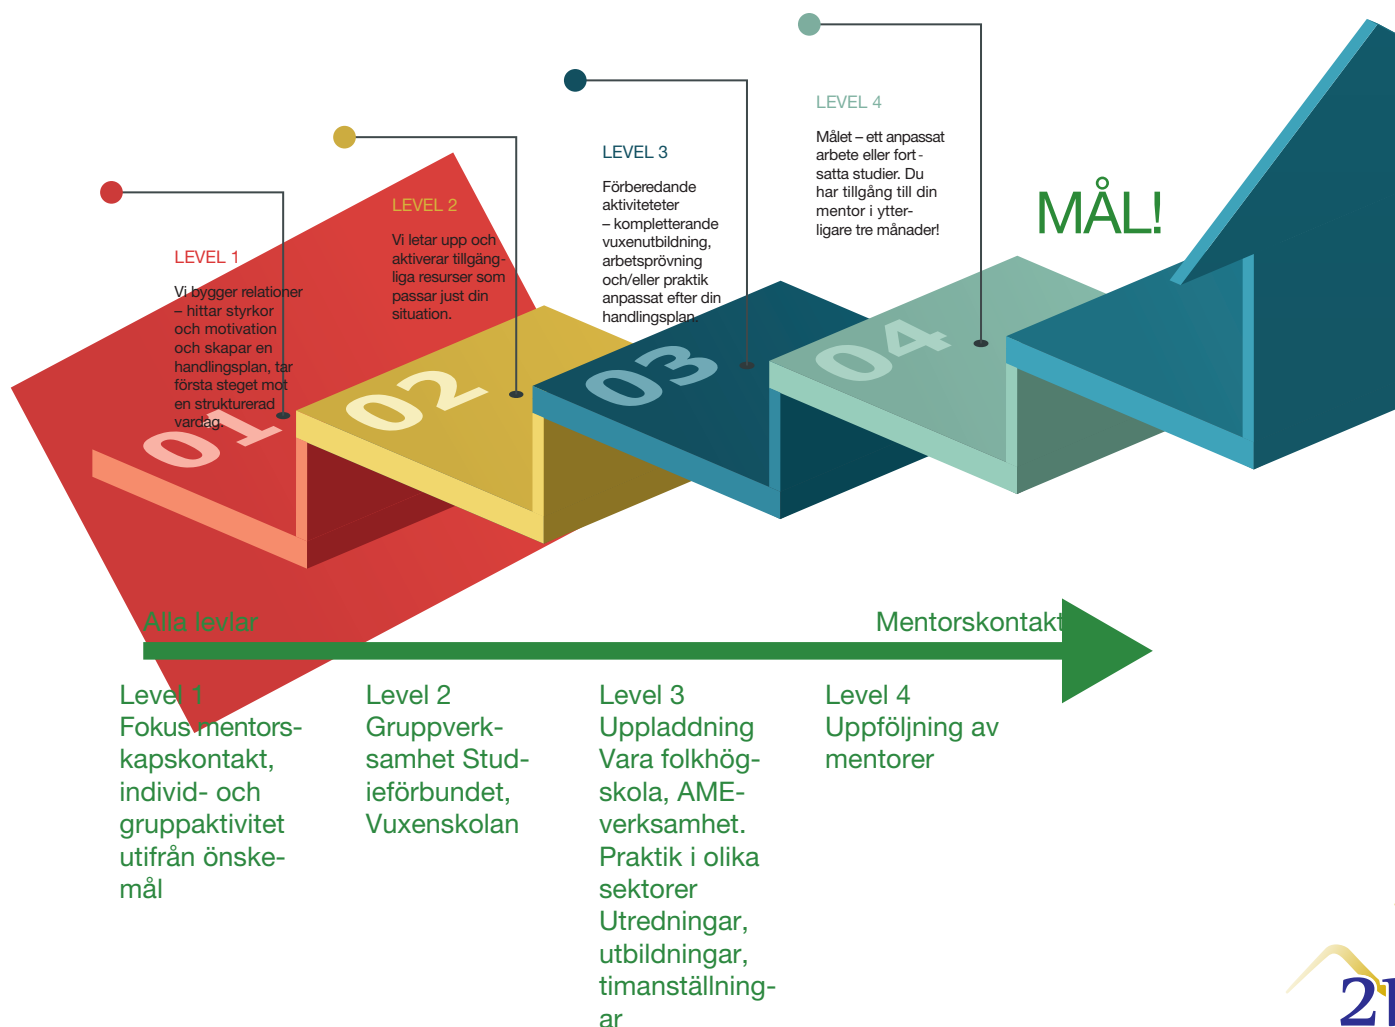 LEVEL 1
Vi bygger relationer
– hittar styrkor
och motivation
och skapar en
handlingsplan, tar
första steget mot
en strukturerad
vardag.
LEVEL 2
Vi letar upp och
aktiverar tillgäng-
liga resurser som
passar just din
situation.
LEVEL 3
Förberedande
aktiviteteter
– kompletterande
vuxenutbildning,
arbetsprövning
och/eller praktik
anpassat efter din
handlingsplan.
LEVEL 4
Målet – ett anpassat
arbete eller fort-
satta studier. Du
har tillgång till din
mentor i ytter-
ligare tre månader!
MÅL!
01
02
03
04
Alla levlar
Mentorskontakt
Level 1
Fokus mentors-
kapskontakt,
individ- och
gruppaktivitet
utifrån önske-
mål
Level 2
Gruppverk-
samhet Stud-
ieförbundet,
Vuxenskolan
Level 3
Uppladdning
Vara folkhög-
skola, AME-
verksamhet.
Praktik i olika
sektorer
Utredningar,
utbildningar,
timanställning-
ar
Level 4
Uppföljning av
mentorer